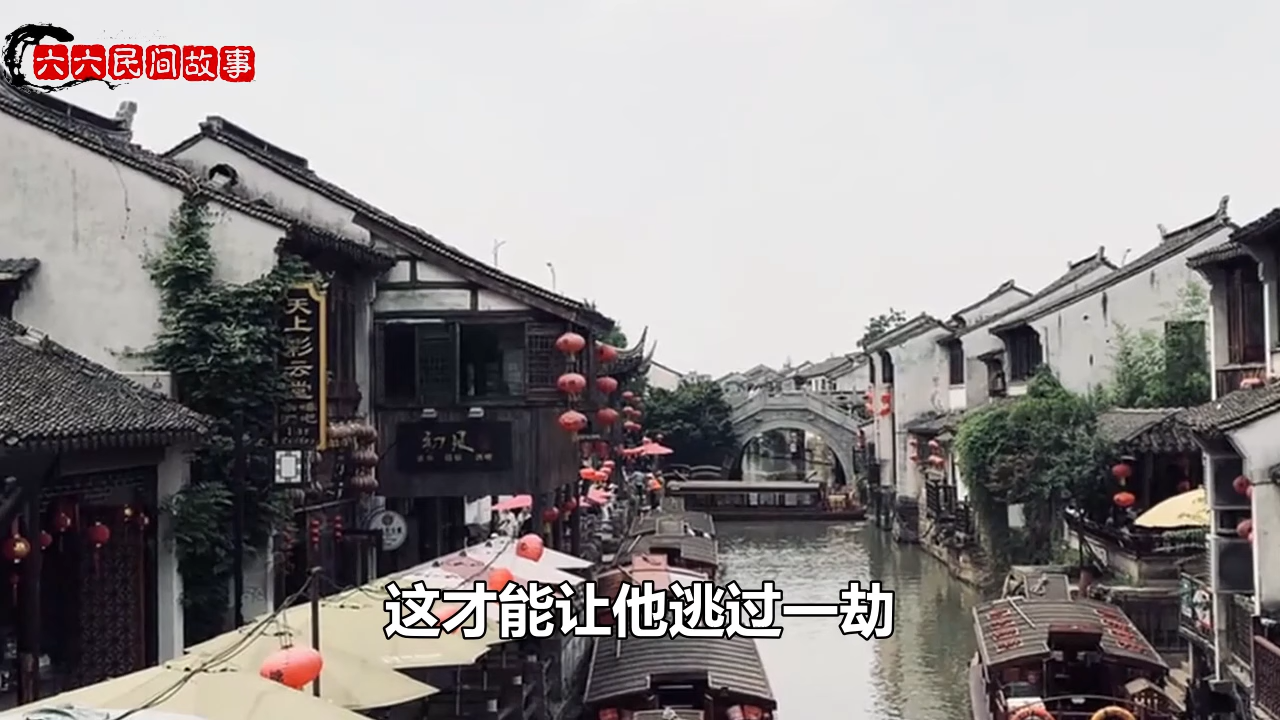 六六民间故事
天上彩云堂
初见
这才能让他逃过一劫